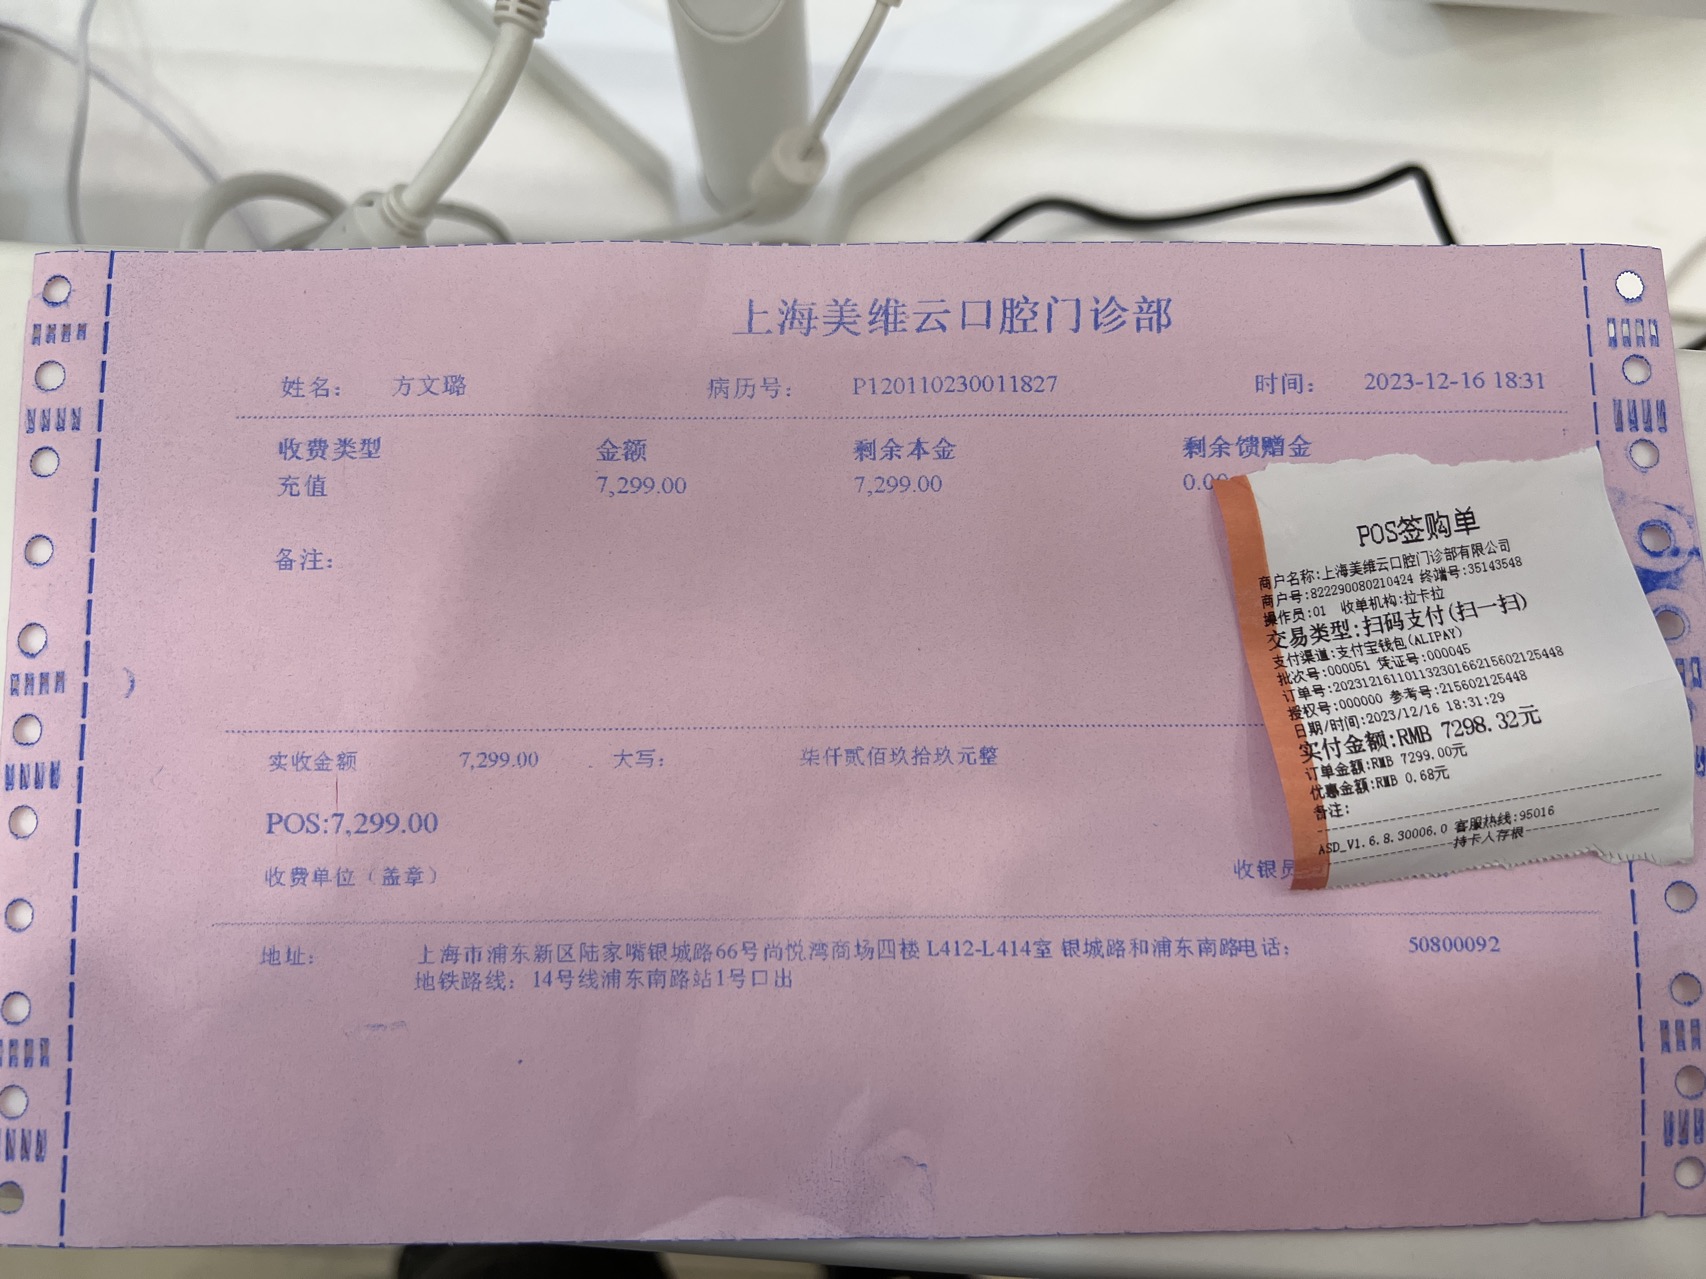 上海美维云口腔门诊部
姓名： 方文璐 病历号： P120110230011827 时间： 2023-12-16 18:31
收费类型 金额 剩余本金 剩余馈赠金
充值 7,299.00 7,299.00 0.00
备注：
实收金额 7,299.00 大写： 柒仟贰佰玖拾玖元整
POS:7,299.00
收费单位（盖章） 收银员
地址： 上海市浦东新区陆家嘴银城路66号尚悦湾商场四楼 L412-L414室 银城路和浦东南路 电话： 50800092
地铁路线：14号线浦东南路站1号口出
POS签购单
商户名称:上海美维云口腔门诊部有限公司
商户号:822290080210424 终端号:35143548
操作员:01 收单机构:拉卡拉
交易类型:扫码支付(扫一扫)
支付渠道:支付宝钱包(ALIPAY)
批次号:000051 凭证号:000045
订单号:20231216110113230166215602125448
授权号:000000 参考号:215602125448
日期/时间:2023/12/16 18:31:29
实付金额:RMB 7298.32元
订单金额:RMB 7299.00元
优惠金额:RMB 0.68元
备注:
ASD_V1.6.8.30006.0 客服热线:95016
持卡人存根